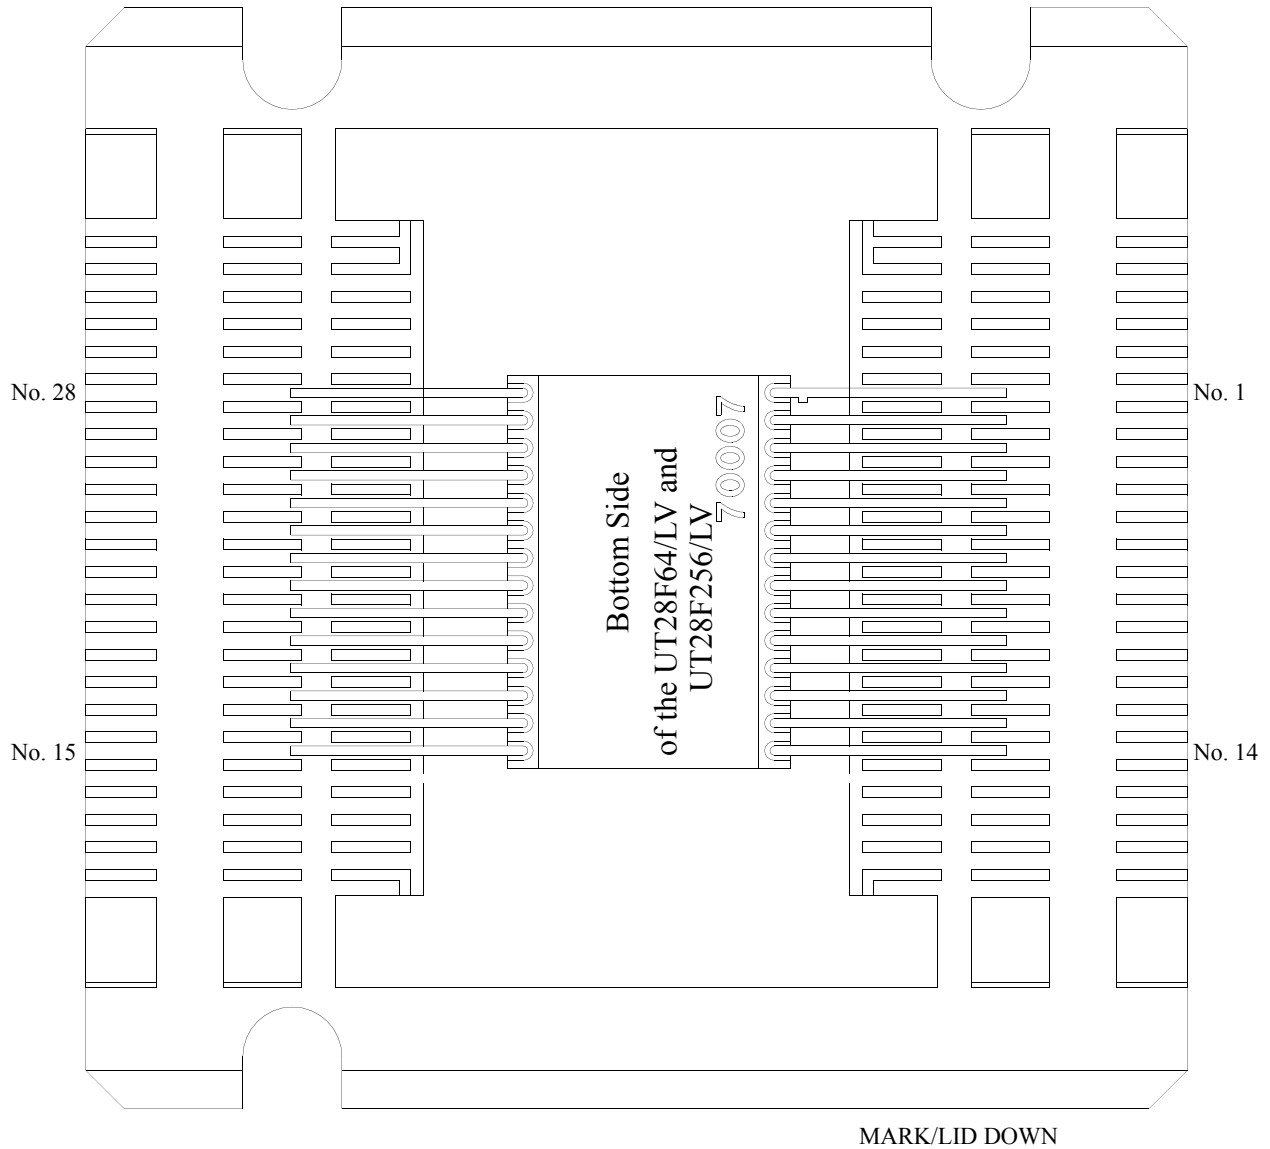 No. 28
No. 1
Bottom Side
of the UT28F64/LV and
UT28F256/LV
70007
No. 15
No. 14
MARK/LID DOWN